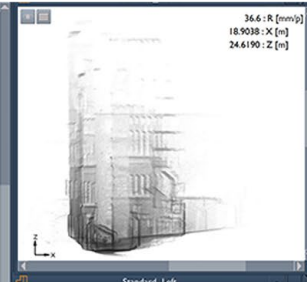 36.6 : R [mm/p]
18.9038 : X [m]
24.6190 : Z [m]
Z
X
Standard: Left